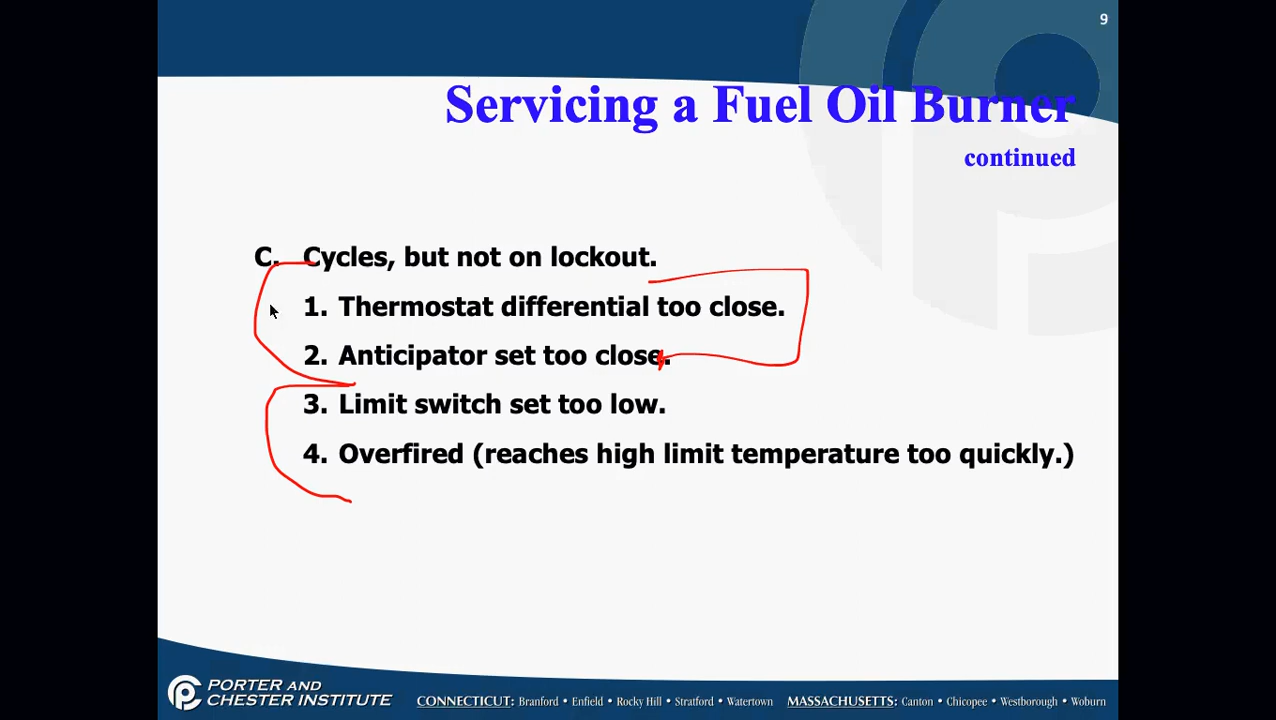 9
Servicing a Fuel Oil Burner
continued
C. Cycles, but not on lockout.
1. Thermostat differential too close.
2. Anticipator set too close.
3. Limit switch set too low.
4. Overfired (reaches high limit temperature too quickly.)
PORTER AND
CHESTER INSTITUTE
CONNECTICUT: Branford • Enfield • Rocky Hill • Stratford • Watertown MASSACHUSETTS: Canton • Chicopee • Westborough • Woburn